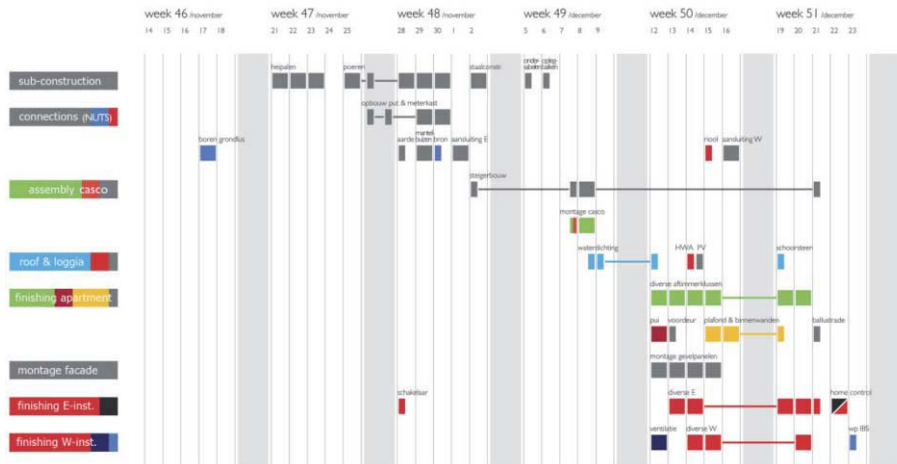 week 46 /november
week 47 /november
week 48 /november
week 49 /december
week 50 /december
week 51 /december
14 15 16 17 18
21 22 23 24 25
28 29 30 1 2
5 6 7 8 9
12 13 14 15 16
19 20 21 22 23
sub-construction
heipalen
poeren
staalconstr.
connections (NUTS)
opbouw put & meterkast
boren grondlus
aarde
buizen
bron
aansluiting E
riool
aansluiting W
assembly casco
steigerbouw
montage casco
roof & loggia
waterdichting
HWA
PV
schoorsteen
finishing apartment
diverse aftimmerklussen
pui
voordeur
plafond & binnenwanden
ballustrade
montage facade
montage gevelpanelen
finishing E-inst.
schakelaar
diverse E
home control
finishing W-inst.
ventilatie
diverse W
wp IBS